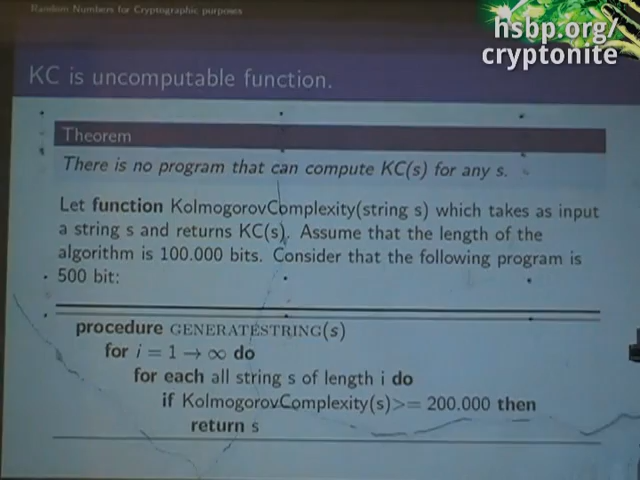 Random Numbers for Cryptographic purposes
hsbp.org/
cryptonite
KC is uncomputable function.
Theorem
There is no program that can compute KC(s) for any s.
Let function KolmogorovComplexity(string s) which takes as input
a string s and returns KC(s). Assume that the length of the
algorithm is 100.000 bits. Consider that the following program is
500 bit:
procedure GENERATESTRING(s)
for i = 1 → ∞ do
for each all string s of length i do
if KolmogorovComplexity(s)>= 200.000 then
return s